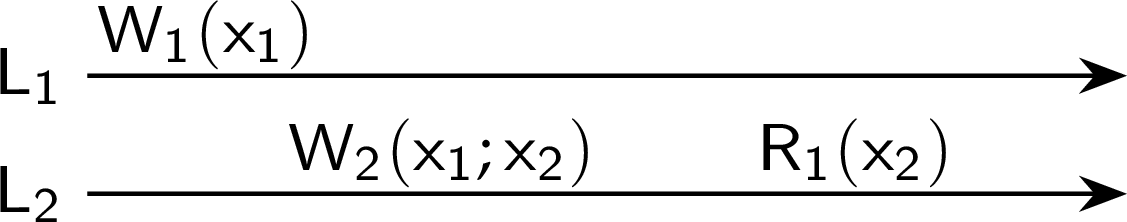 W₁(x₁)
L₁
W₂(x₁;x₂) R₁(x₂)
L₂